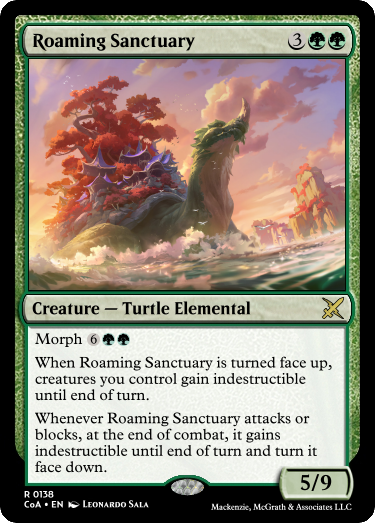 Roaming Sanctuary 3
Creature — Turtle Elemental
Morph 6
When Roaming Sanctuary is turned face up,
creatures you control gain indestructible
until end of turn.
Whenever Roaming Sanctuary attacks or
blocks, at the end of combat, it gains
indestructible until end of turn and turn it
face down.
5/9
R 0138
CoA • EN Leonardo Sala
Mackenzie, McGrath & Associates LLC